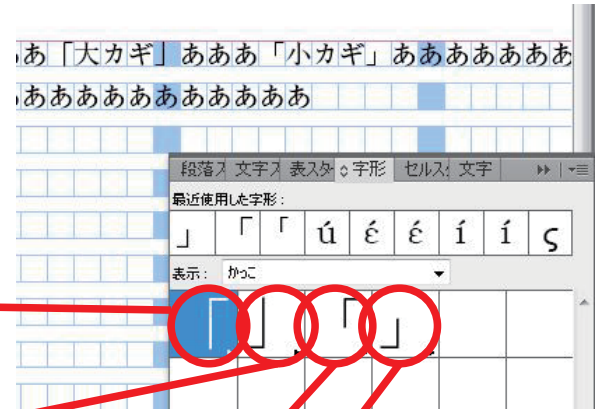 あ「大カギ」あああ「小カギ」あああああああ
あああああああああああ
段落ス 文字ス 表スタ 字形 セルスタ 文字
最近使用した字形：
」 「 「 ú έ έ í í ς
表示： かっこ
「 」 「 」